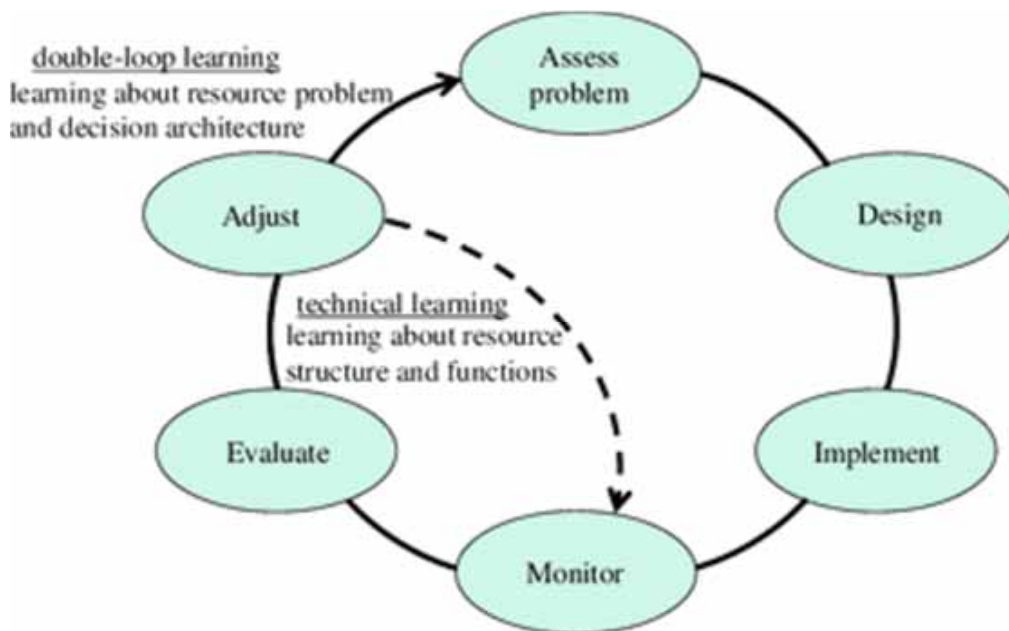 double-loop learning
learning about resource problem
and decision architecture
Assess
problem
Adjust
Design
technical learning
learning about resource
structure and functions
Evaluate
Implement
Monitor